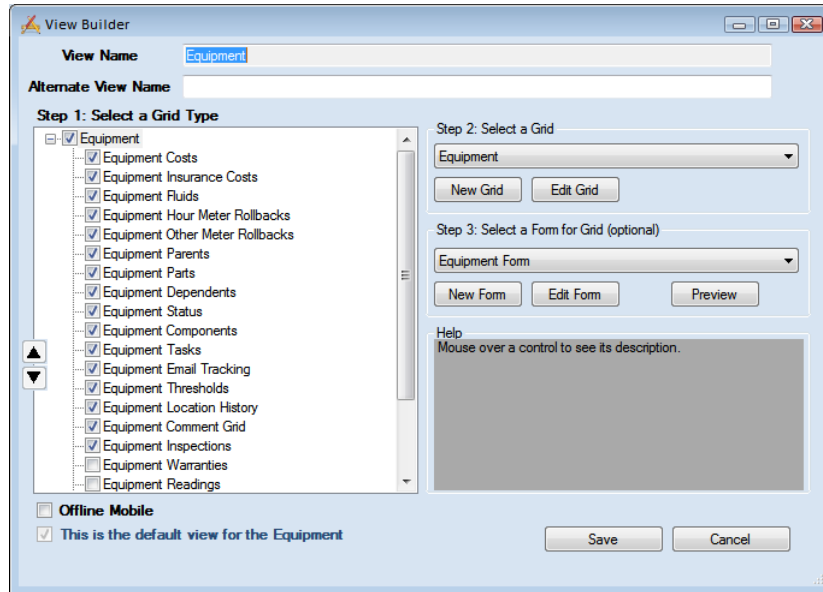 View Builder
View Name
Equipment
Alternate View Name
Step 1: Select a Grid Type
Equipment
Equipment Costs
Equipment Insurance Costs
Equipment Fluids
Equipment Hour Meter Rollbacks
Equipment Other Meter Rollbacks
Equipment Parents
Equipment Parts
Equipment Dependents
Equipment Status
Equipment Components
Equipment Tasks
Equipment Email Tracking
Equipment Thresholds
Equipment Location History
Equipment Comment Grid
Equipment Inspections
Equipment Warranties
Equipment Readings
Step 2: Select a Grid
Equipment
New Grid Edit Grid
Step 3: Select a Form for Grid (optional)
Equipment Form
New Form Edit Form Preview
Help
Mouse over a control to see its description.
Offline Mobile
This is the default view for the Equipment
Save Cancel